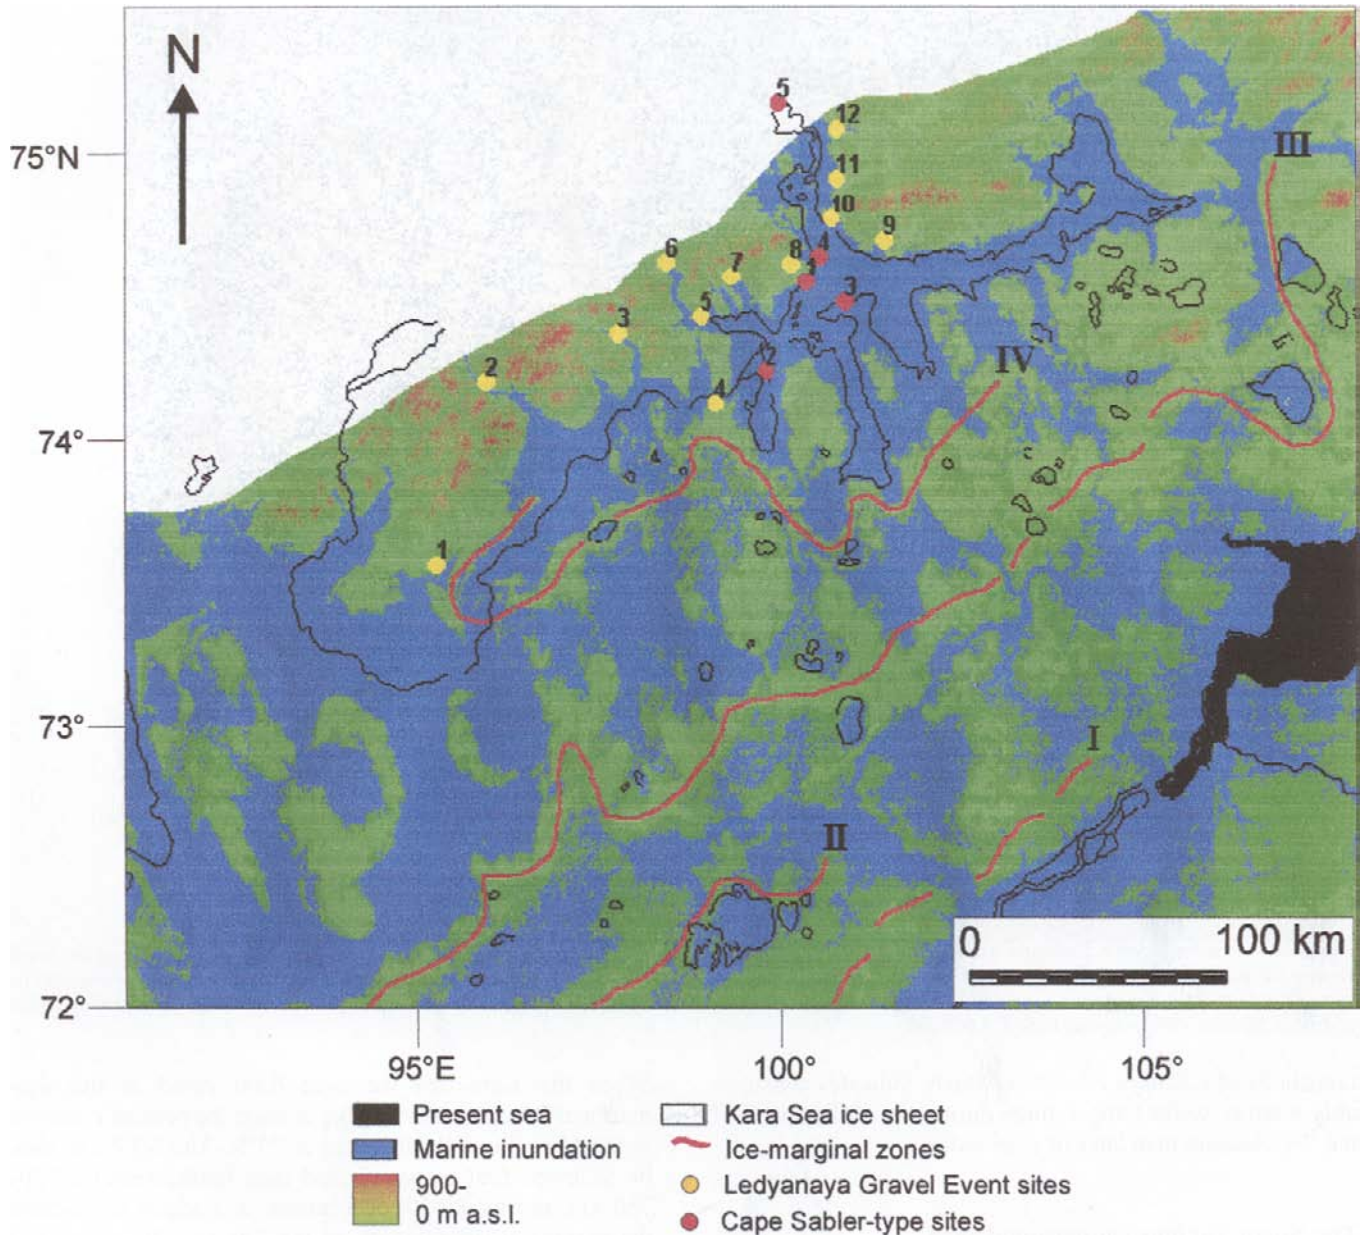 N
75°N
74°
73°
72°
95°E
100°
105°
5
12
11
10
9
III
6
7
8
4
1
3
5
3
2
2
4
IV
1
I
II
0 100 km
Present sea
Marine inundation
900-
0 m a.s.l.
Kara Sea ice sheet
Ice-marginal zones
Ledyanaya Gravel Event sites
Cape Sabler-type sites